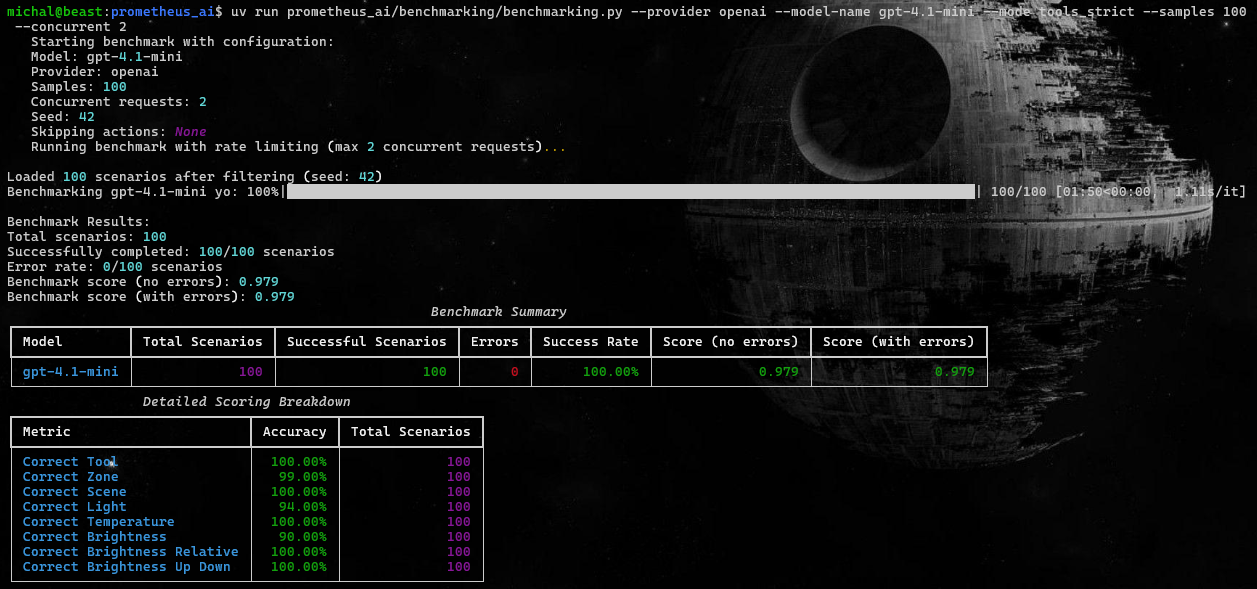 michal@beast:prometheus_ai$ uv run prometheus_ai/benchmarking/benchmarking.py --provider openai --model-name gpt-4.1-mini --mode tools_strict --samples 100
--concurrent 2
Starting benchmark with configuration:
Model: gpt-4.1-mini
Provider: openai
Samples: 100
Concurrent requests: 2
Seed: 42
Skipping actions: None
Running benchmark with rate limiting (max 2 concurrent requests)...
Loaded 100 scenarios after filtering (seed: 42)
Benchmarking gpt-4.1-mini yo: 100%| | 100/100 [01:50<00:00, 1.11s/it]
Benchmark Results:
Total scenarios: 100
Successfully completed: 100/100 scenarios
Error rate: 0/100 scenarios
Benchmark score (no errors): 0.979
Benchmark score (with errors): 0.979
Benchmark Summary
Model Total Scenarios Successful Scenarios Errors Success Rate Score (no errors) Score (with errors)
gpt-4.1-mini 100 100 0 100.00% 0.979 0.979
Detailed Scoring Breakdown
Metric Accuracy Total Scenarios
Correct Tool 100.00% 100
Correct Zone 99.00% 100
Correct Scene 100.00% 100
Correct Light 94.00% 100
Correct Temperature 100.00% 100
Correct Brightness 90.00% 100
Correct Brightness Relative 100.00% 100
Correct Brightness Up Down 100.00% 100